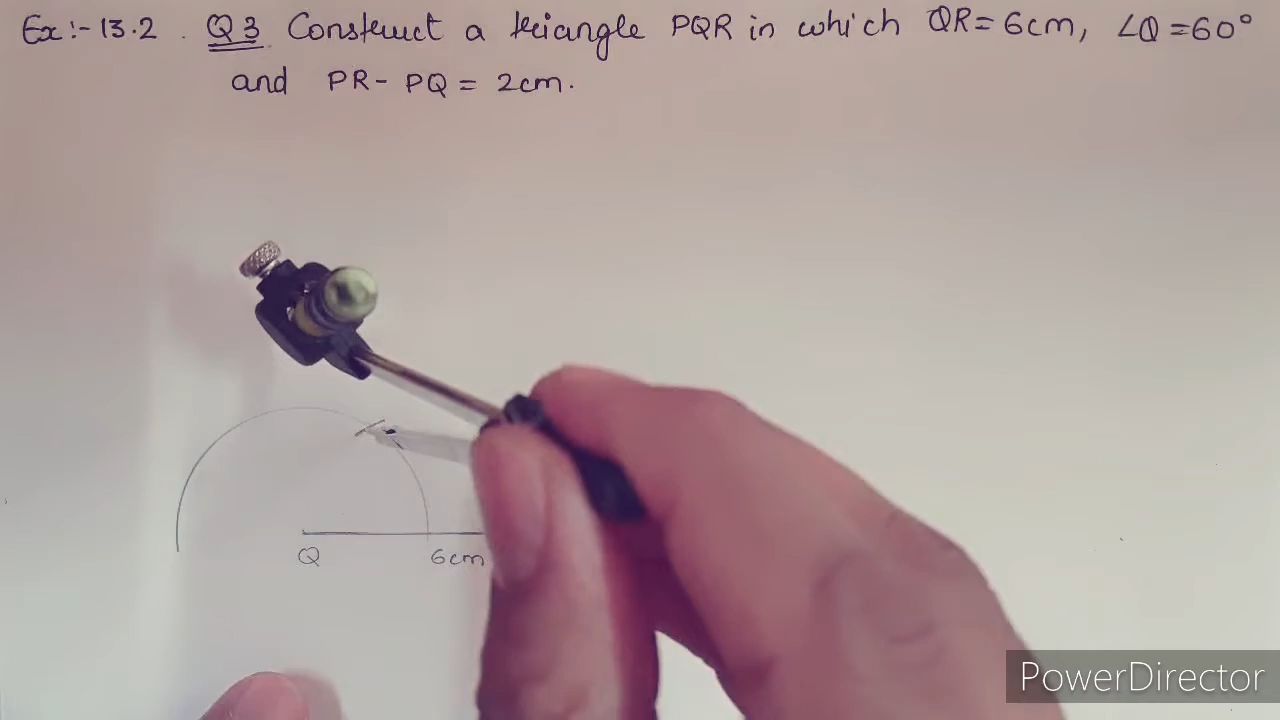 Ex:- 13.2. Q3 Construct a triangle PQR in which QR = 6cm, ∠Q = 60°
and PR - PQ = 2cm.
Q 6cm
PowerDirector